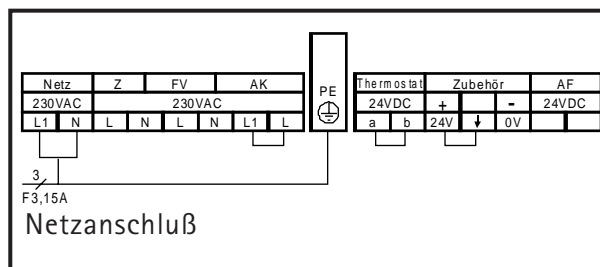 Netz Z FV AK PE Thermostat Zubehör AF
230VAC 230VAC 24VDC + - 24VDC
L1 N L N L N L1 L a b 24V ↓ 0V
3
F3,15A
Netzanschluß